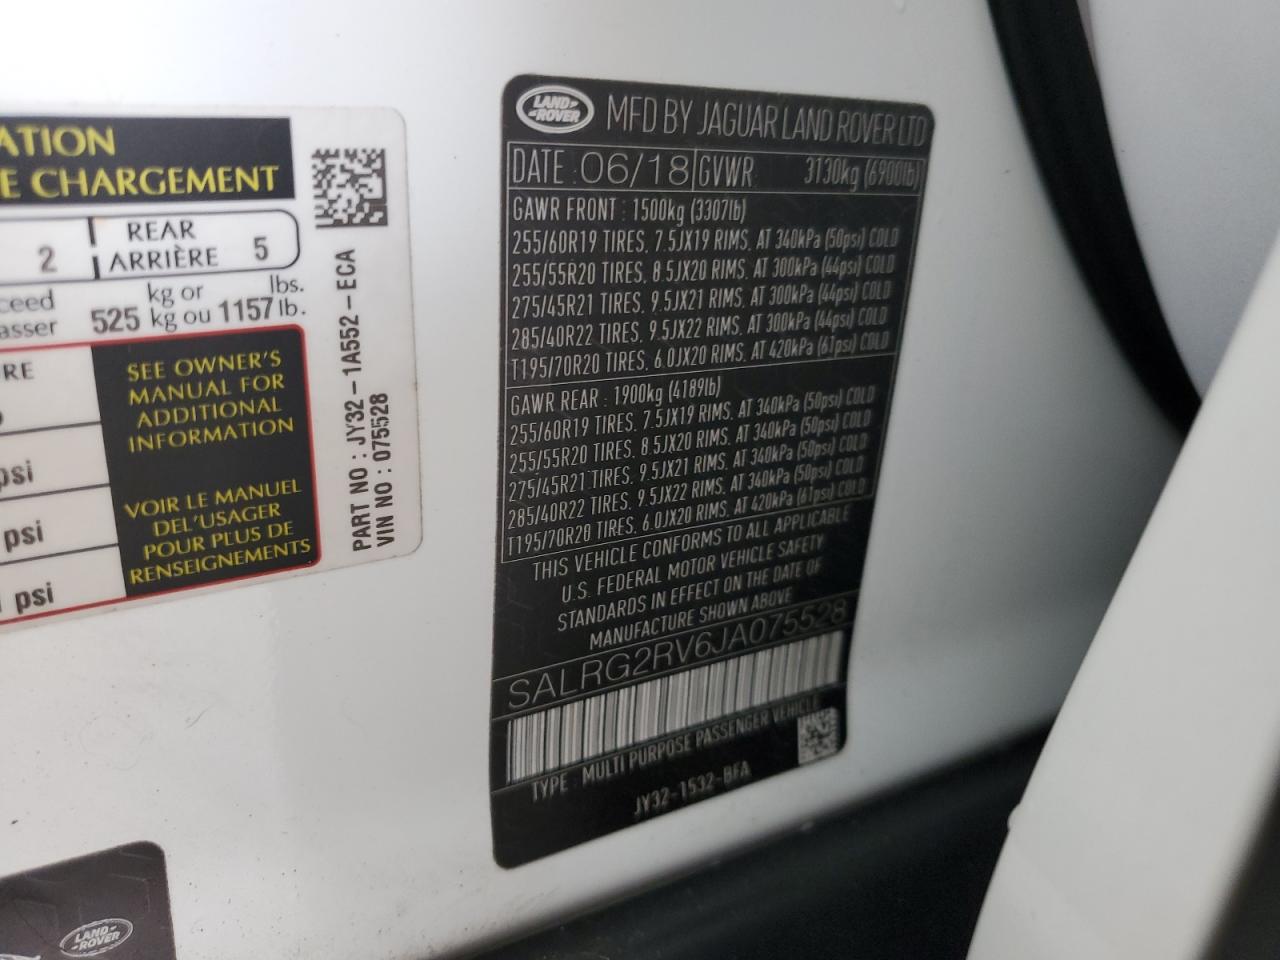 ATION
E CHARGEMENT
2 REAR ARRIÈRE 5
ceed
asser
525 kg or kg ou 1157 lbs. lb.
RE
SEE OWNER'S
MANUAL FOR
ADDITIONAL
INFORMATION
psi
psi
psi
VOIR LE MANUEL
DEL'USAGER
POUR PLUS DE
RENSEIGNEMENTS
PART NO : JY32 - 1A552 - ECA
VIN NO : 075528
LAND ROVER
MFD BY JAGUAR LAND ROVER LTD
DATE : 06/18 GVWR 3130kg (6900lb)
GAWR FRONT : 1500kg (3307lb)
255/60R19 TIRES, 7.5JX19 RIMS, AT 340kPa (50psi) COLD
255/55R20 TIRES, 8.5JX20 RIMS, AT 300kPa (44psi) COLD
275/45R21 TIRES, 9.5JX21 RIMS, AT 300kPa (44psi) COLD
285/40R22 TIRES, 9.5JX22 RIMS, AT 300kPa (44psi) COLD
T195/70R20 TIRES, 6.0JX20 RIMS, AT 420kPa (61psi) COLD
GAWR REAR : 1900kg (4189lb)
255/60R19 TIRES, 7.5JX19 RIMS, AT 340kPa (50psi) COLD
255/55R20 TIRES, 8.5JX20 RIMS, AT 340kPa (50psi) COLD
275/45R21 TIRES, 9.5JX21 RIMS, AT 340kPa (50psi) COLD
285/40R22 TIRES, 9.5JX22 RIMS, AT 340kPa (50psi) COLD
T195/70R20 TIRES, 6.0JX20 RIMS, AT 420kPa (61psi) COLD
THIS VEHICLE CONFORMS TO ALL APPLICABLE
U.S. FEDERAL MOTOR VEHICLE SAFETY
STANDARDS IN EFFECT ON THE DATE OF
MANUFACTURE SHOWN ABOVE
SALRG2RV6JA075528
TYPE : MULTI PURPOSE PASSENGER VEHICLE
JY32-1532-BFA
LAND ROVER